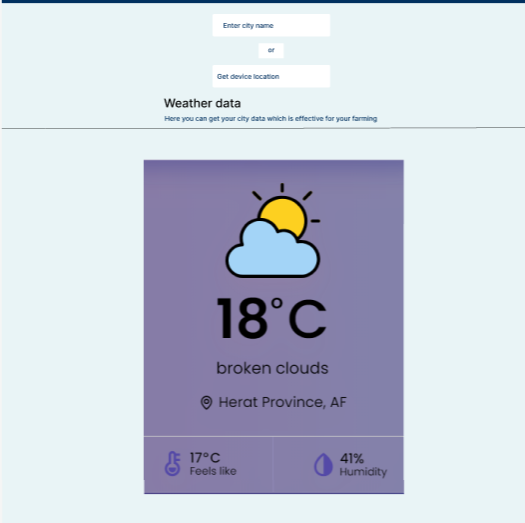 Enter city name
or
Get device location
Weather data
Here you can get your city data which is effective for your farming
18°C
broken clouds
Herat Province, AF
17°C
Feels like
41%
Humidity